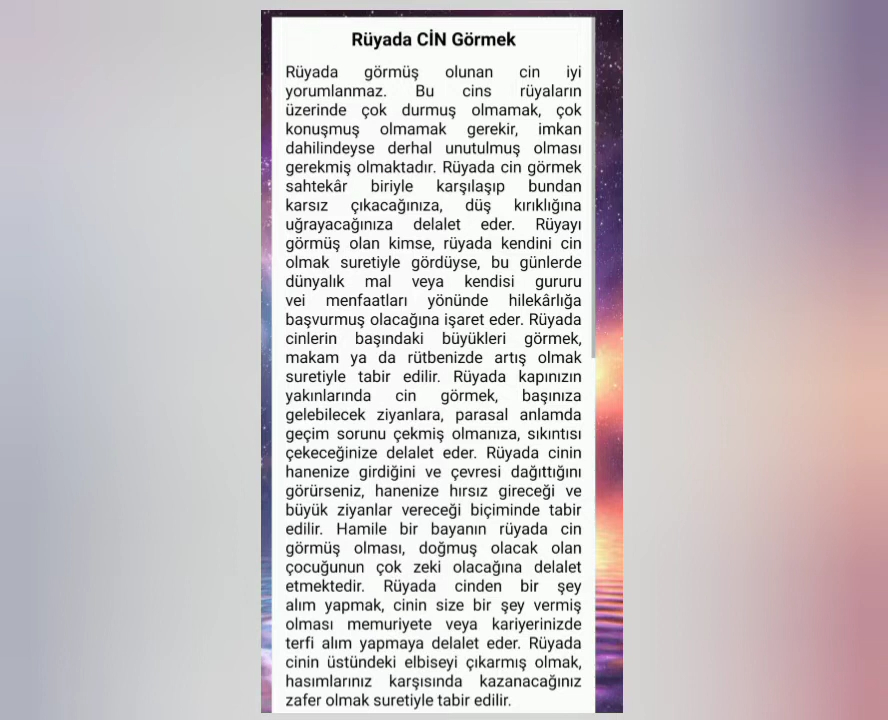 Rüyada CİN Görmek
Rüyada görmüş olunan cin iyi
yorumlanmaz. Bu cins rüyaların
üzerinde çok durmuş olmamak, çok
konuşmuş olmamak gerekir, imkan
dahilindeyse derhal unutulmuş olması
gerekmiş olmaktadır. Rüyada cin görmek
sahtekâr biriyle karşılaşıp bundan
karsız çıkacağınıza, düş kırıklığına
uğrayacağınıza delalet eder. Rüyayı
görmüş olan kimse, rüyada kendini cin
olmak suretiyle gördüyse, bu günlerde
dünyalık mal veya kendisi gururu
vei menfaatları yönünde hilekârlığa
başvurmuş olacağına işaret eder. Rüyada
cinlerin başındaki büyükleri görmek,
makam ya da rütbenizde artış olmak
suretiyle tabir edilir. Rüyada kapınızın
yakınlarında cin görmek, başınıza
gelebilecek ziyanlara, parasal anlamda
geçim sorunu çekmiş olmanıza, sıkıntısı
çekeceğinize delalet eder. Rüyada cinin
hanenize girdiğini ve çevresi dağıttığını
görürseniz, hanenize hırsız gireceği ve
büyük ziyanlar vereceği biçiminde tabir
edilir. Hamile bir bayanın rüyada cin
görmüş olması, doğmuş olacak olan
çocuğunun çok zeki olacağına delalet
etmektedir. Rüyada cinden bir şey
alım yapmak, cinin size bir şey vermiş
olması memuriyete veya kariyerinizde
terfi alım yapmaya delalet eder. Rüyada
cinin üstündeki elbiseyi çıkarmış olmak,
hasımlarınız karşısında kazanacağınız
zafer olmak suretiyle tabir edilir.